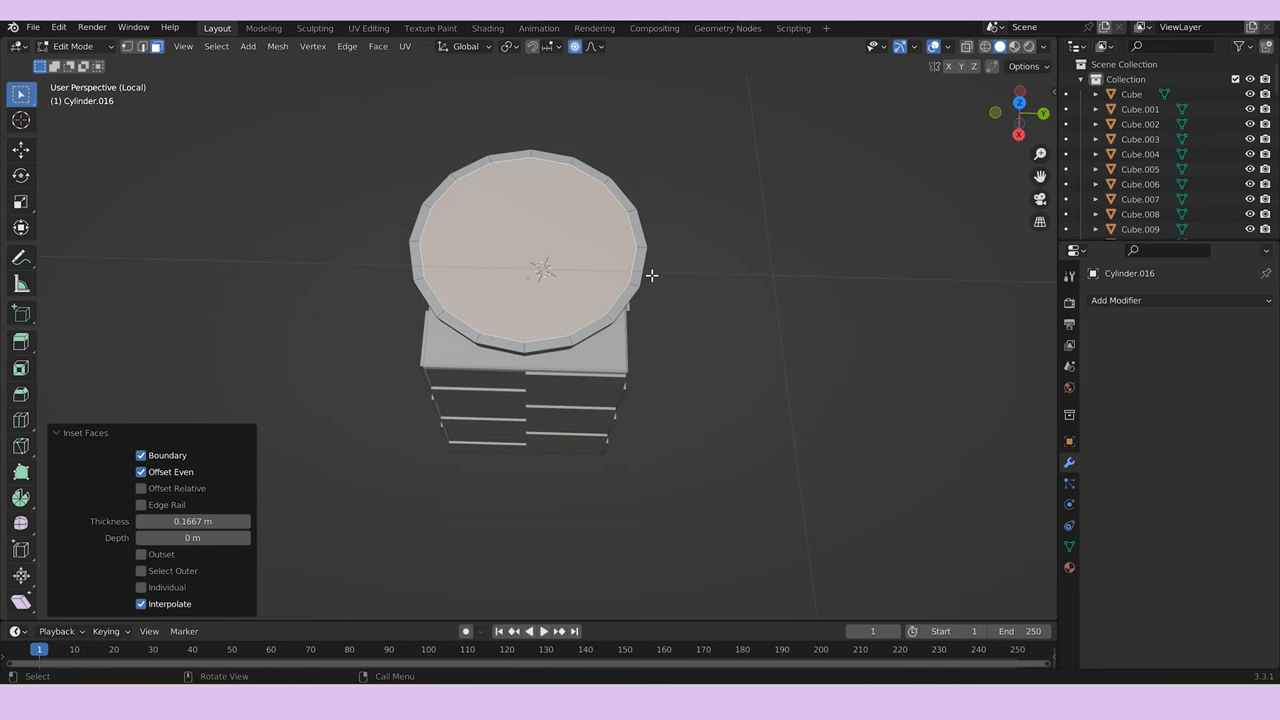 File Edit Render Window Help Layout Modeling Sculpting UV Editing Texture Paint Shading Animation Rendering Compositing Geometry Nodes Scripting + Scene ViewLayer
Edit Mode View Select Add Mesh Vertex Edge Face UV Global
X Y Z Options
User Perspective (Local)
(1) Cylinder.016
Z
Y
X
Scene Collection
Collection
Cube
Cube.001
Cube.002
Cube.003
Cube.004
Cube.005
Cube.006
Cube.007
Cube.008
Cube.009
Cylinder.016
Add Modifier
Inset Faces
Boundary
Offset Even
Offset Relative
Edge Rail
Thickness 0.1667 m
Depth 0 m
Outset
Select Outer
Individual
Interpolate
Playback Keying View Marker 1 Start 1 End 250
1 10 20 30 40 50 60 70 80 90 100 110 120 130 140 150 160 170 180 190 200 210 220 230 240 250
Select Rotate View Call Menu 3.3.1